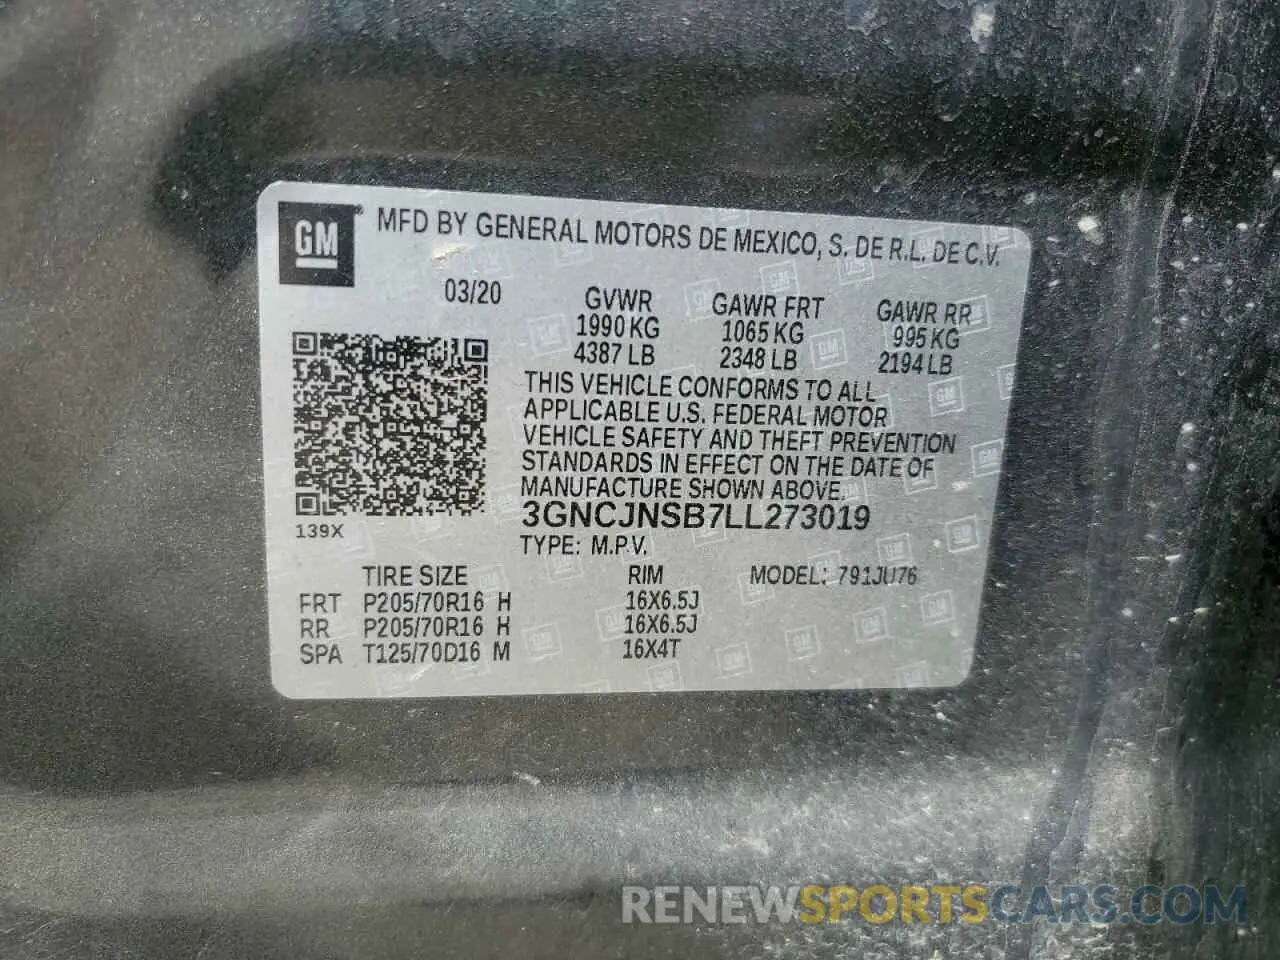 GM
MFD BY GENERAL MOTORS DE MEXICO, S. DE R.L. DE C.V.
03/20
GVWR GAWR FRT GAWR RR
1990 KG 1065 KG 995 KG
4387 LB 2348 LB 2194 LB
THIS VEHICLE CONFORMS TO ALL
APPLICABLE U.S. FEDERAL MOTOR
VEHICLE SAFETY AND THEFT PREVENTION
STANDARDS IN EFFECT ON THE DATE OF
MANUFACTURE SHOWN ABOVE.
139X
3GNCJNSB7LL273019
TYPE: M.P.V.
TIRE SIZE RIM MODEL: 791JU76
FRT P205/70R16 H 16X6.5J
RR P205/70R16 H 16X6.5J
SPA T125/70D16 M 16X4T
RENEWSPORTSCARS.COM